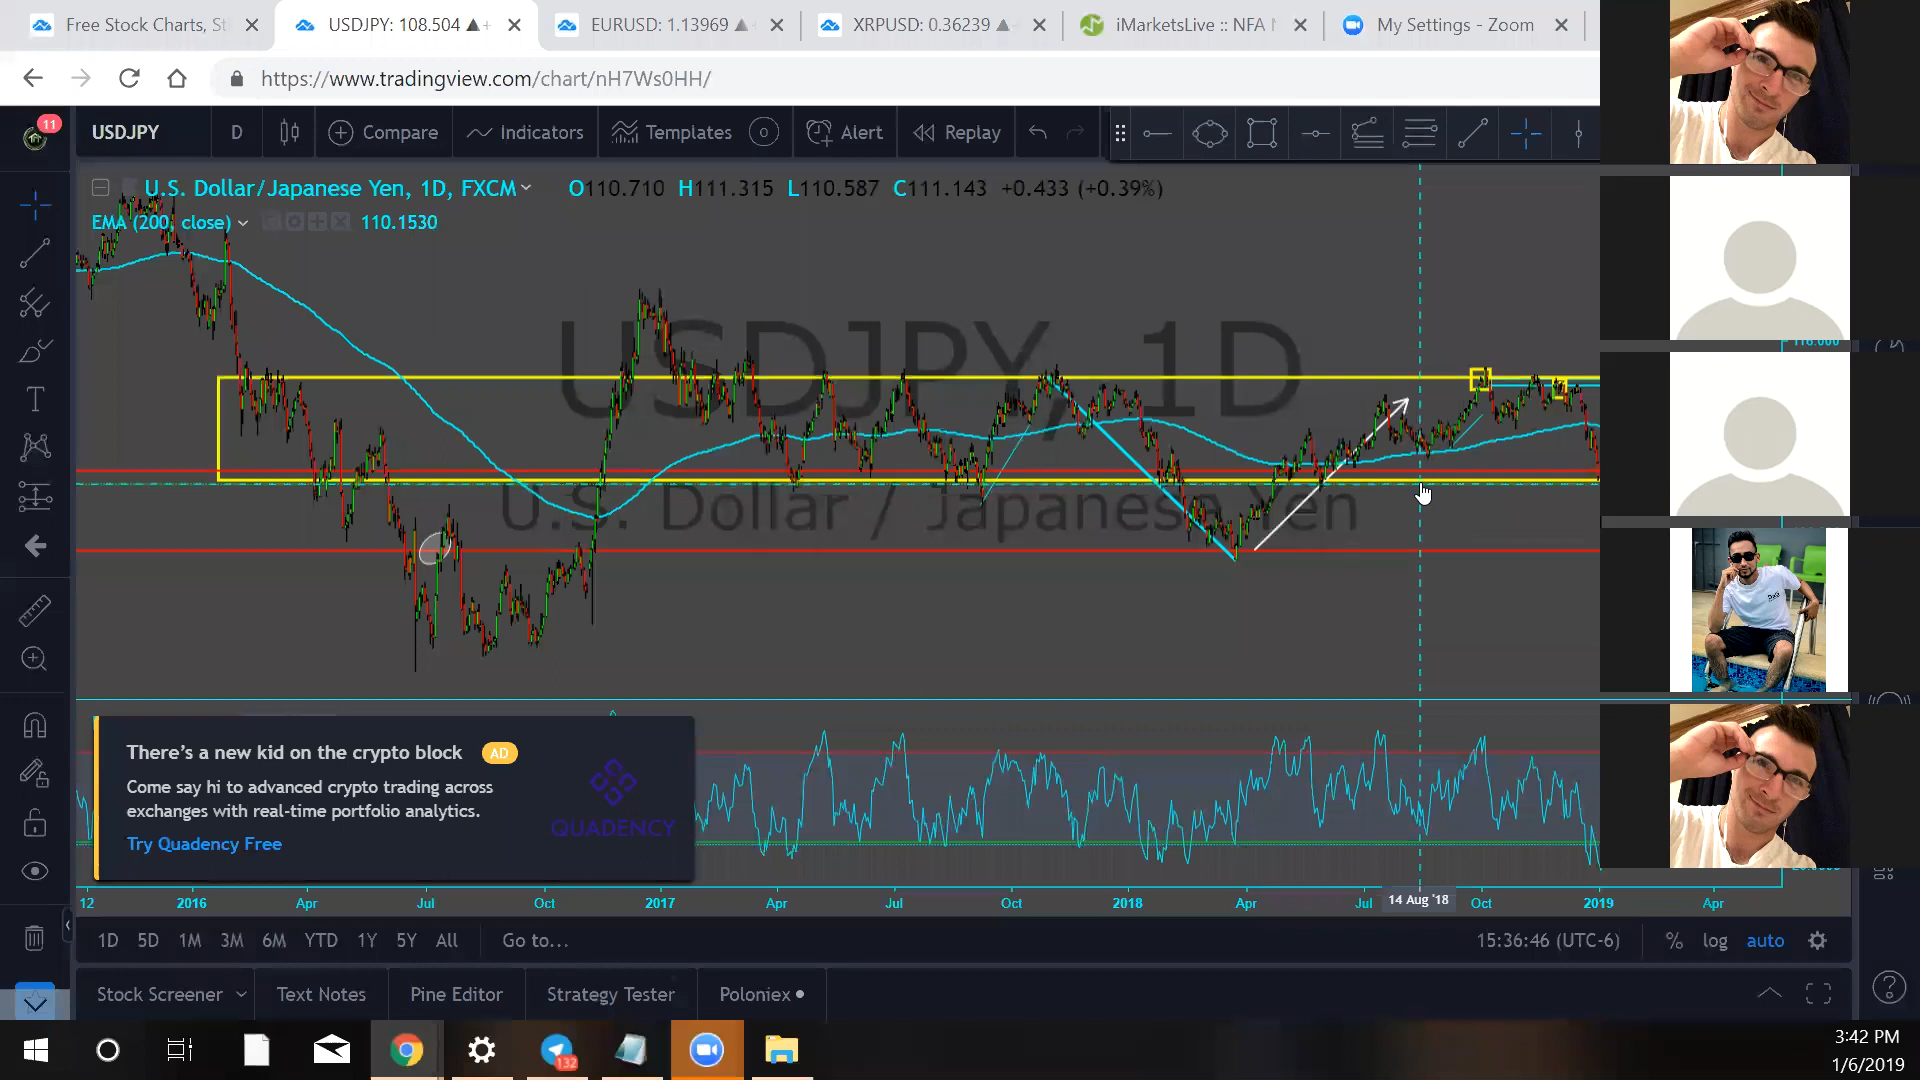 Free Stock Charts, St
USDJPY: 108.504
EURUSD: 1.13969
XRPUSD: 0.36239
iMarketsLive :: NFA
My Settings - Zoom
https://www.tradingview.com/chart/nH7Ws0HH/
11
USDJPY
D
Compare
Indicators
Templates
Alert
Replay
U.S. Dollar/Japanese Yen, 1D, FXCM
O110.710 H111.315 L110.587 C111.143 +0.433 (+0.39%)
EMA (200, close)
110.1530
USDJPY, 1D
U.S. Dollar / Japanese Yen
116.000
There's a new kid on the crypto block
AD
Come say hi to advanced crypto trading across
exchanges with real-time portfolio analytics.
Try Quadency Free
QUADENCY
12 2016 Apr Jul Oct 2017 Apr Jul Oct 2018 Apr Jul 14 Aug '18 Oct 2019 Apr
1D 5D 1M 3M 6M YTD 1Y 5Y All
Go to...
15:36:46 (UTC-6)
% log auto
Stock Screener
Text Notes
Pine Editor
Strategy Tester
Poloniex
132
3:42 PM
1/6/2019